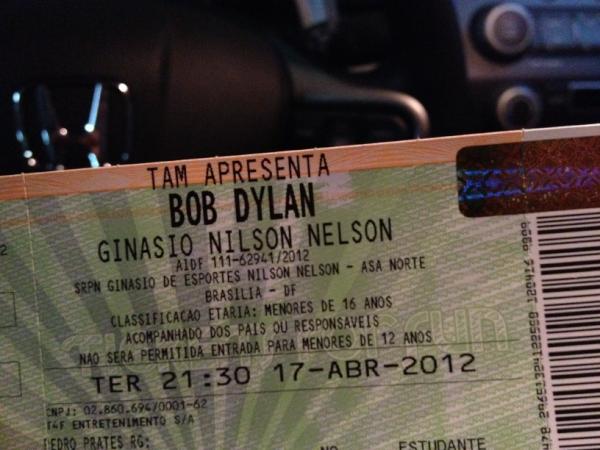 TAM APRESENTA
BOB DYLAN
GINASIO NILSON NELSON
AIDF 111-62941/2012
SRPN GINASIO DE ESPORTES NILSON NELSON - ASA NORTE
BRASILIA - DF
CLASSIFICACAO ETARIA: MENORES DE 16 ANOS
ACOMPANHADO DOS PAIS OU RESPONSAVEIS
NAO SERA PERMITIDA ENTRADA PARA MENORES DE 12 ANOS
TER 21:30 17-ABR-2012
CNPJ: 02.860.694/0001-62
T4F ENTRETENIMENTO S/A
PEDRO PRATES RG:
NO ESTUDANTE